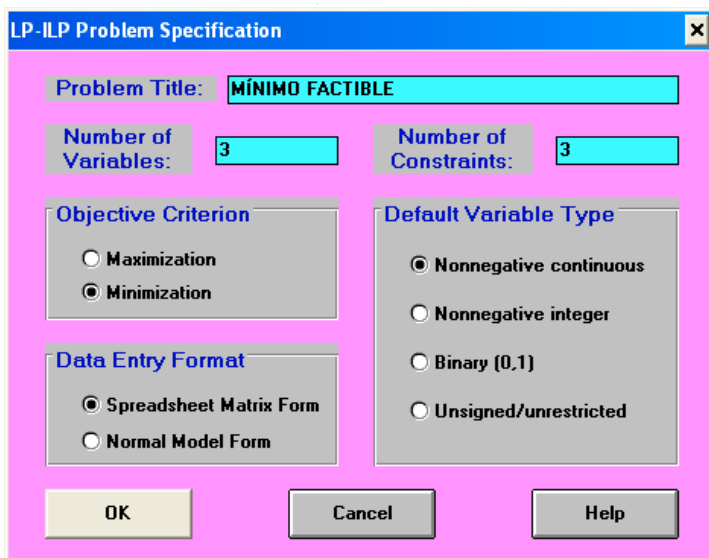 LP-ILP Problem Specification
Problem Title: MÍNIMO FACTIBLE
Number of Variables: 3
Number of Constraints: 3
Objective Criterion
Maximization
Minimization
Data Entry Format
Spreadsheet Matrix Form
Normal Model Form
Default Variable Type
Nonnegative continuous
Nonnegative integer
Binary (0,1)
Unsigned/unrestricted
OK
Cancel
Help